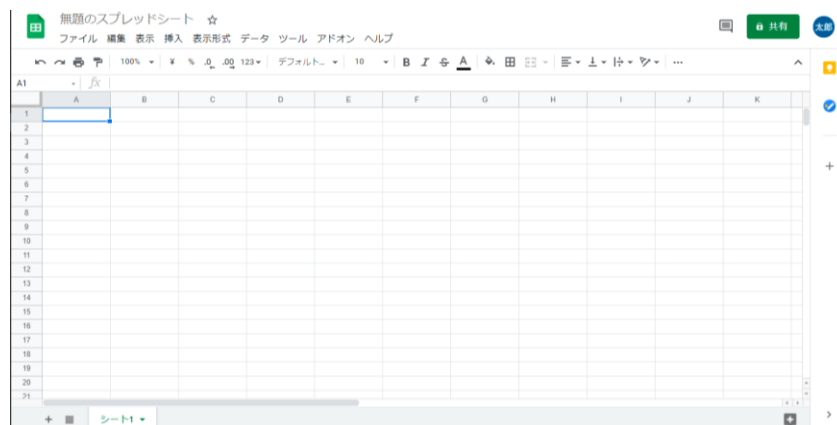 無題のスプレッドシート
ファイル 編集 表示 挿入 表示形式 データ ツール アドオン ヘルプ
共有
太郎
100% ¥ % .0 .00 123 デフォルト... 10 B I S A
A1 fx
A B C D E F G H I J K
1
2
3
4
5
6
7
8
9
10
11
12
13
14
15
16
17
18
19
20
21
シート1